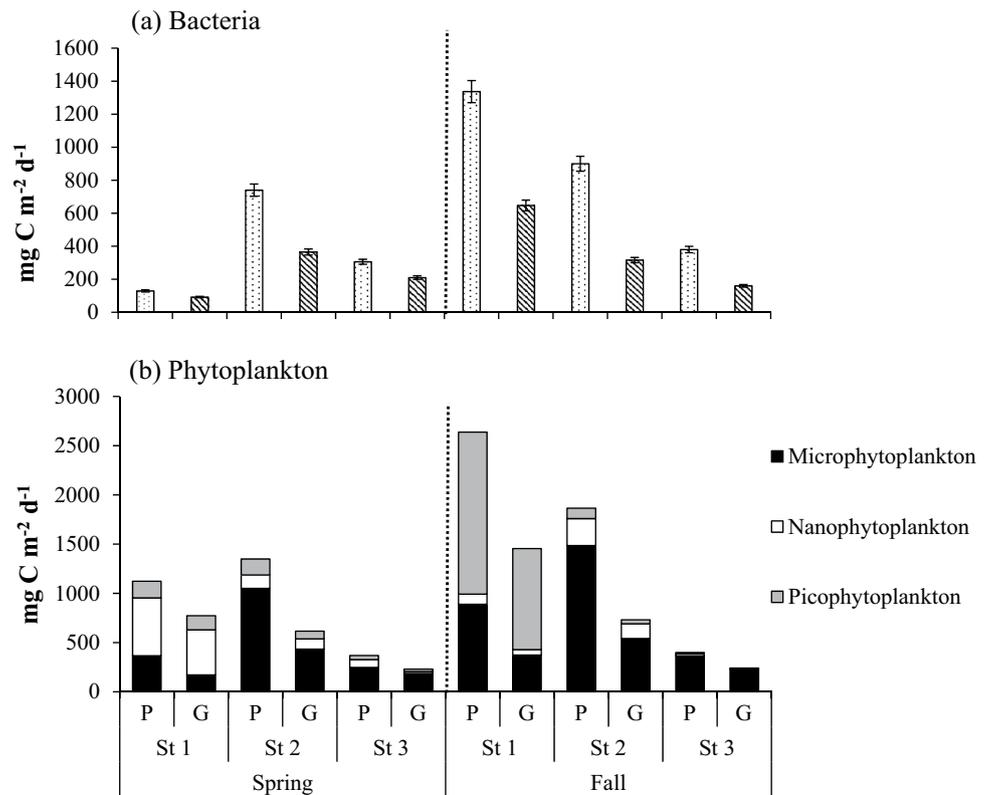 (a) Bacteria
1600
1400
1200
1000
800
600
400
200
0
mg C m-2 d-1
(b) Phytoplankton
3000
2500
2000
1500
1000
500
0
mg C m-2 d-1
Microphytoplankton
Nanophytoplankton
Picophytoplankton
P G P G P G P G P G P G
St 1 St 2 St 3 St 1 St 2 St 3
Spring Fall